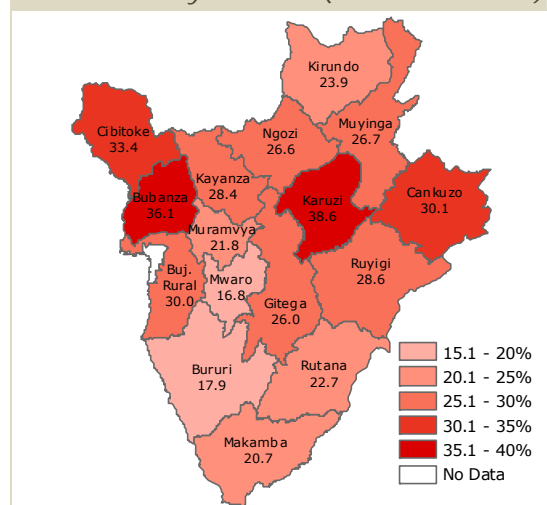 Kirundo
23.9
Cibitoke
33.4
Ngozi
26.6
Muyinga
26.7
Kayanza
28.4
Bubanza
36.1
Karuzi
38.6
Cankuzo
30.1
Muramvya
21.8
Buj.
Rural
30.0
Mwaro
16.8
Gitega
26.0
Ruyigi
28.6
Bururi
17.9
Rutana
22.7
Makamba
20.7
15.1 - 20%
20.1 - 25%
25.1 - 30%
30.1 - 35%
35.1 - 40%
No Data